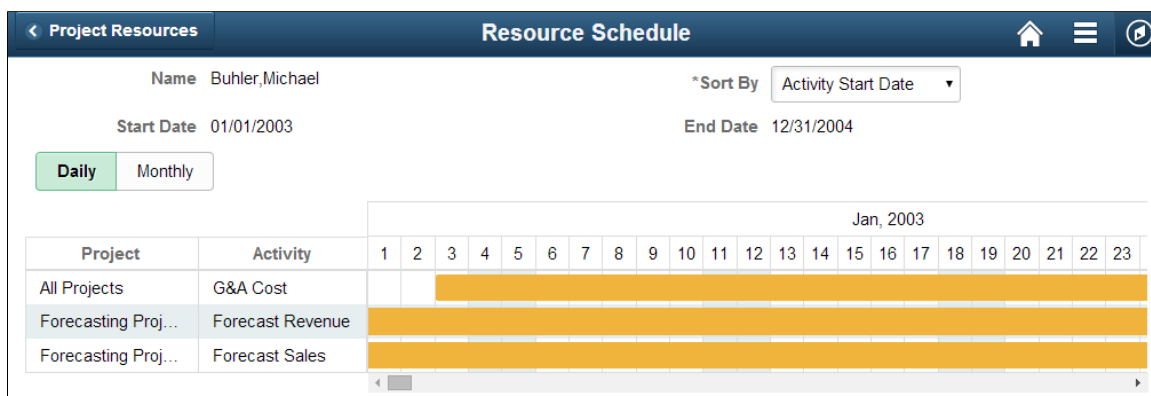 Project Resources Resource Schedule
Name Buhler,Michael *Sort By Activity Start Date
Start Date 01/01/2003 End Date 12/31/2004
Daily Monthly
Jan, 2003
Project Activity 1 2 3 4 5 6 7 8 9 10 11 12 13 14 15 16 17 18 19 20 21 22 23
All Projects G&A Cost
Forecasting Proj... Forecast Revenue
Forecasting Proj... Forecast Sales